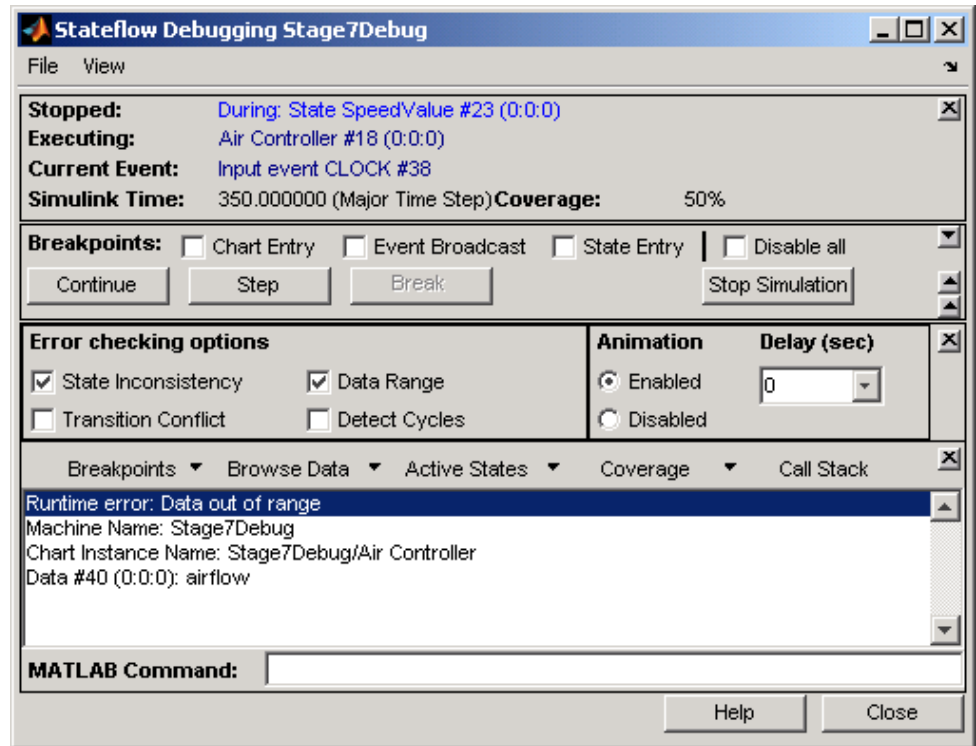 Stateflow Debugging Stage7Debug
File View
Stopped: During: State SpeedValue #23 (0:0:0)
Executing: Air Controller #18 (0:0:0)
Current Event: Input event CLOCK #38
Simulink Time: 350.000000 (Major Time Step) Coverage: 50%
Breakpoints: Chart Entry Event Broadcast State Entry Disable all
Continue Step Break Stop Simulation
Error checking options Animation Delay (sec)
State Inconsistency Data Range Enabled 0
Transition Conflict Detect Cycles Disabled
Breakpoints Browse Data Active States Coverage Call Stack
Runtime error: Data out of range
Machine Name: Stage7Debug
Chart Instance Name: Stage7Debug/Air Controller
Data #40 (0:0:0): airflow
MATLAB Command:
Help Close